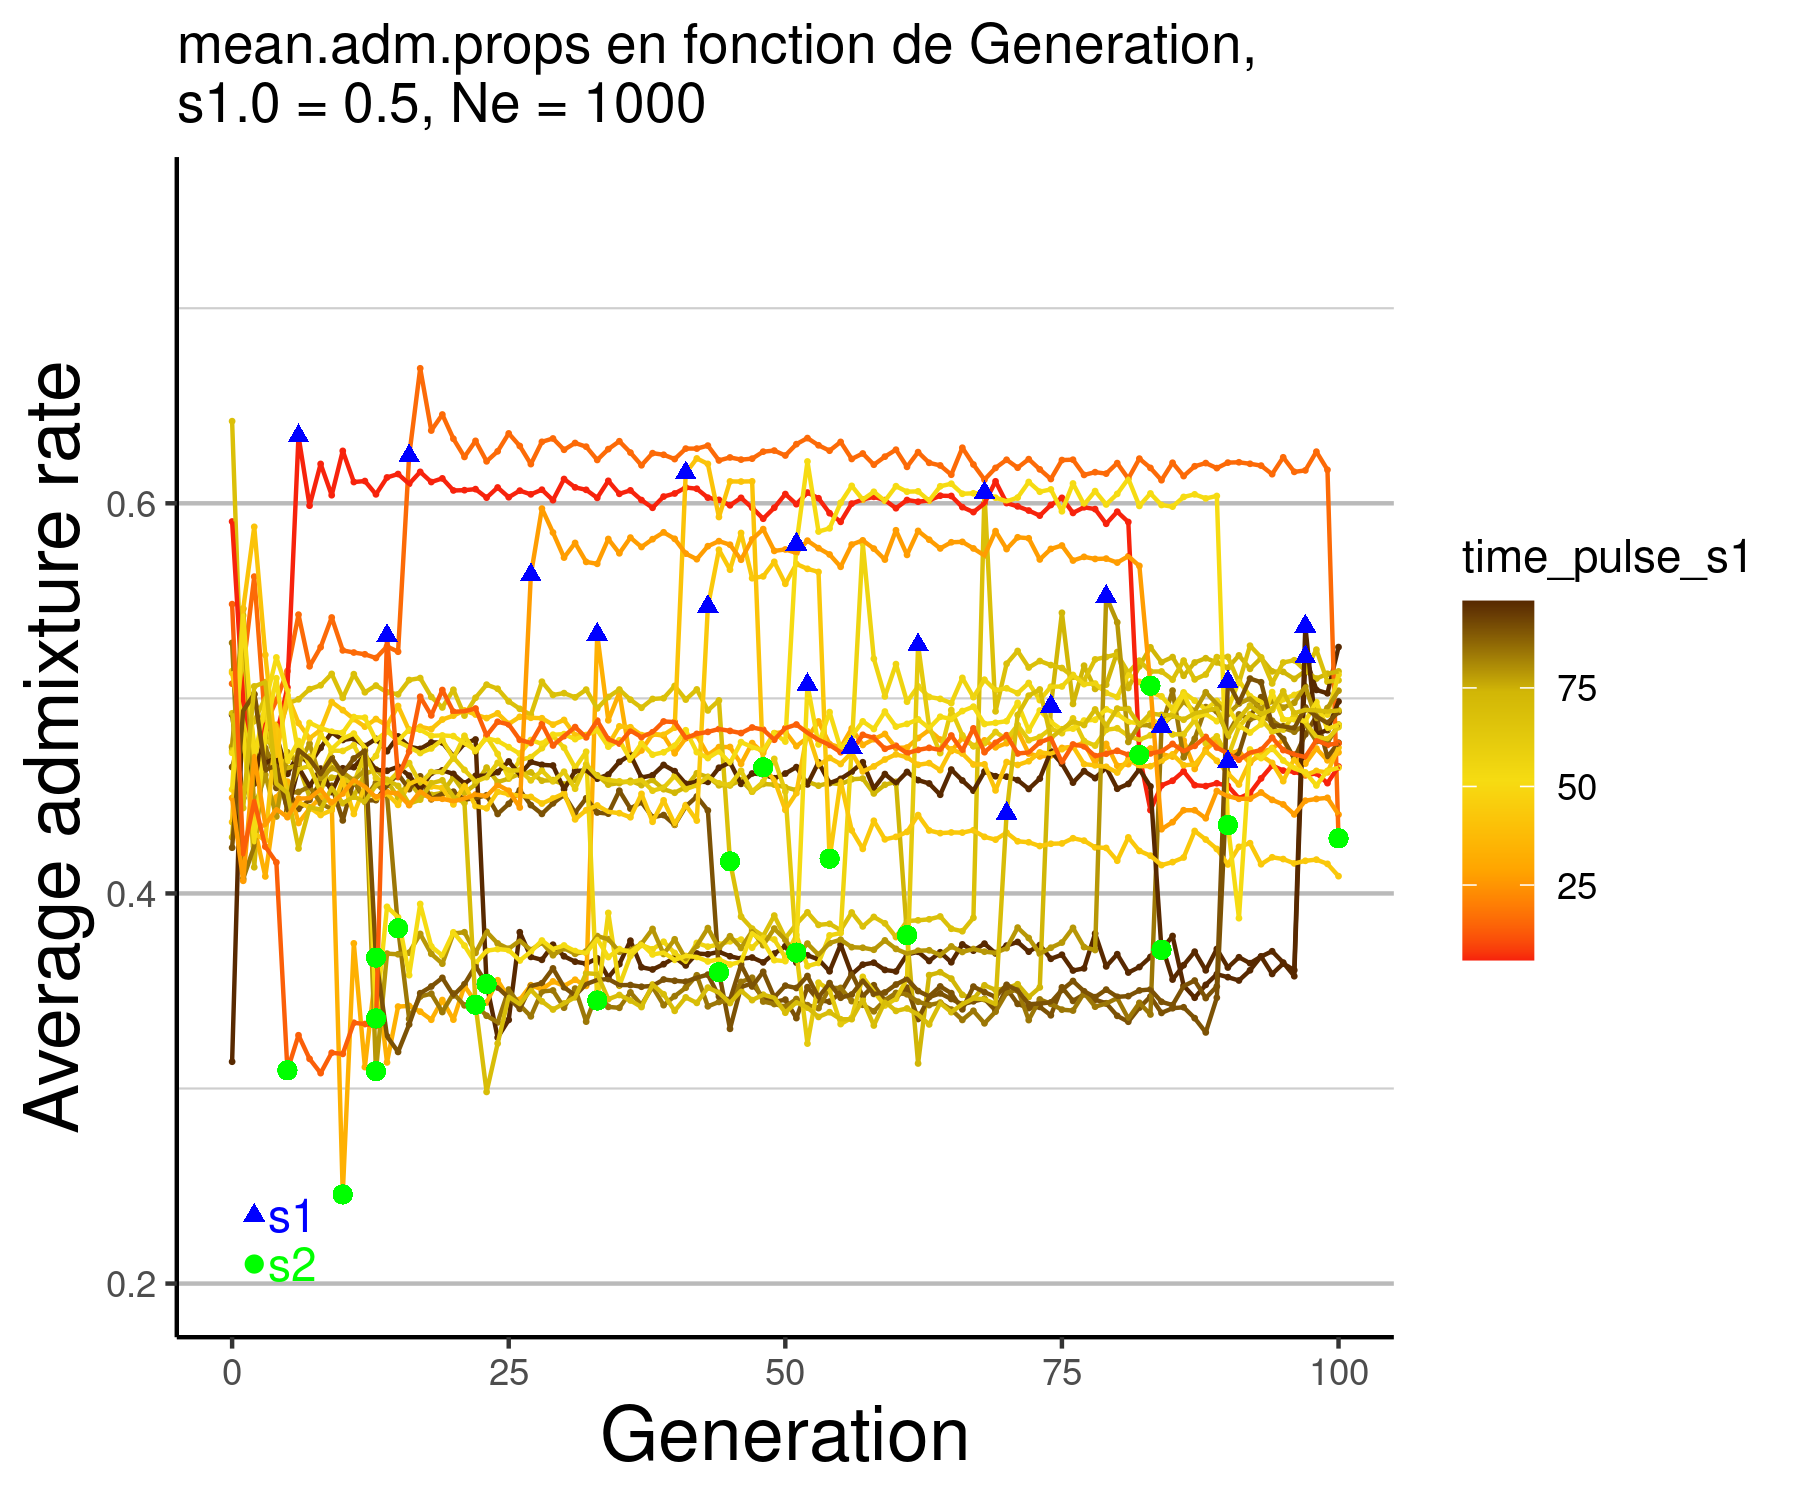 mean.adm.props en fonction de Generation,
s1.0 = 0.5, Ne = 1000
Average admixture rate
0.6
0.4
0.2
s1
s2
0
25
50
75
100
Generation
time_pulse_s1
75
50
25